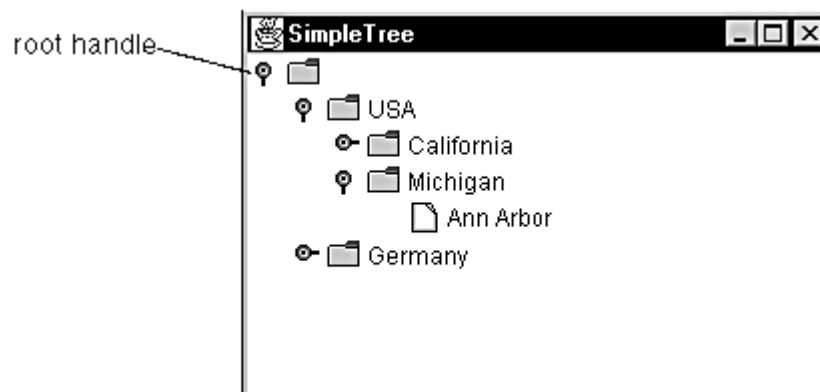 SimpleTree
root handle
USA
California
Michigan
Ann Arbor
Germany